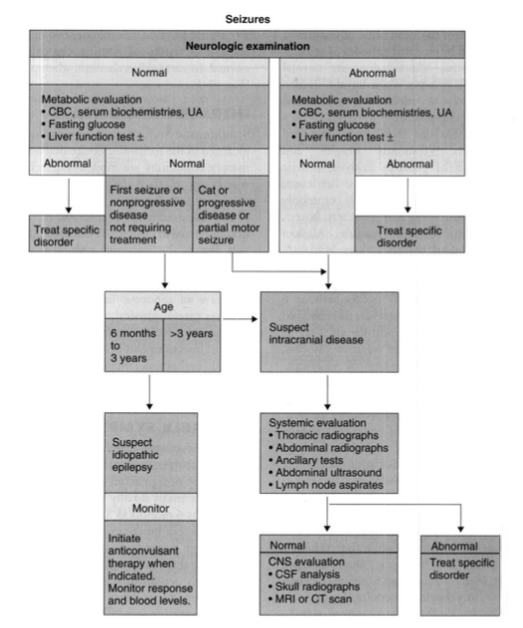 Seizures
Neurologic examination
Normal
Abnormal
Metabolic evaluation
• CBC, serum biochemistries, UA
• Fasting glucose
• Liver function test ±
Metabolic evaluation
• CBC, serum biochemistries, UA
• Fasting glucose
• Liver function test ±
Abnormal
Normal
Normal
Abnormal
Treat specific
disorder
First seizure or
nonprogressive
disease
not requiring
treatment
Cat or
progressive
disease or
partial motor
seizure
Treat specific
disorder
Age
6 months
to
3 years
>3 years
Suspect
intracranial disease
Suspect
idiopathic
epilepsy
Monitor
Initiate
anticonvulsant
therapy when
indicated.
Monitor response
and blood levels.
Systemic evaluation
• Thoracic radiographs
• Abdominal radiographs
• Ancillary tests
• Abdominal ultrasound
• Lymph node aspirates
Normal
CNS evaluation
• CSF analysis
• Skull radiographs
• MRI or CT scan
Abnormal
Treat specific
disorder